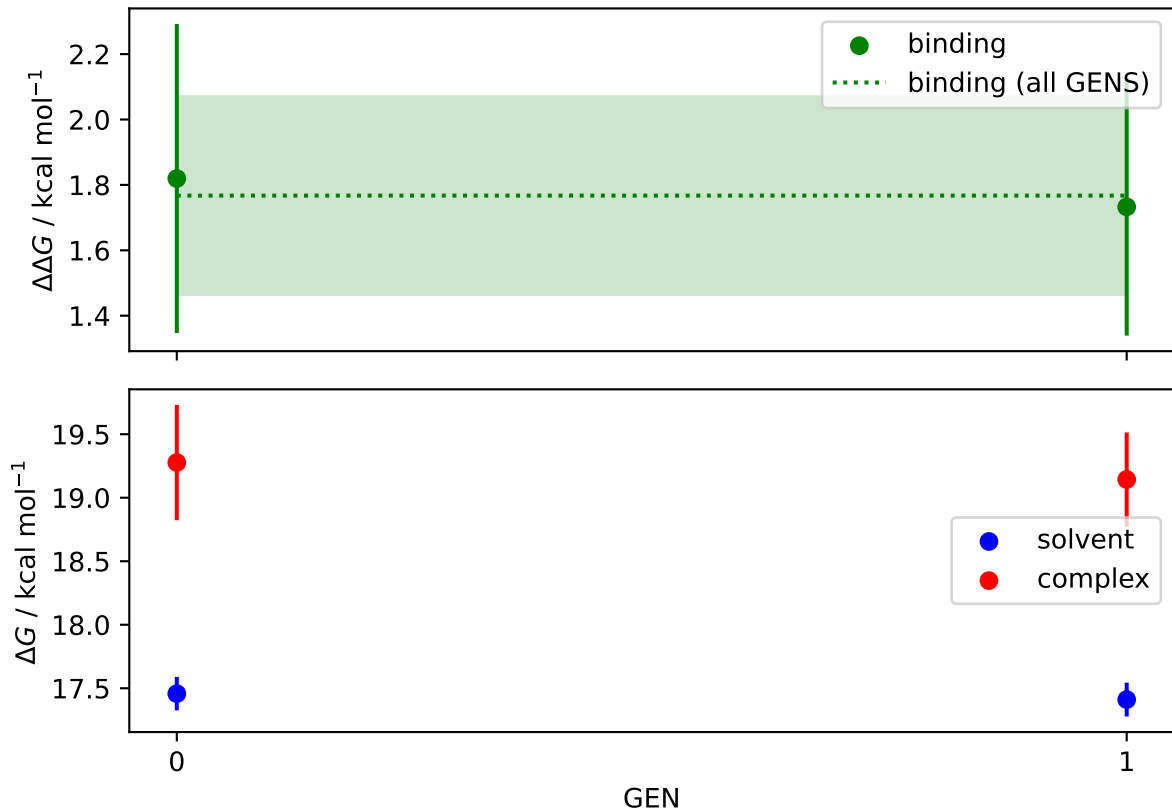 2.2
2.0
1.8
1.6
1.4
ΔΔG / kcal mol⁻¹
binding
binding (all GENS)
19.5
19.0
18.5
18.0
17.5
ΔG / kcal mol⁻¹
solvent
complex
0
1
GEN